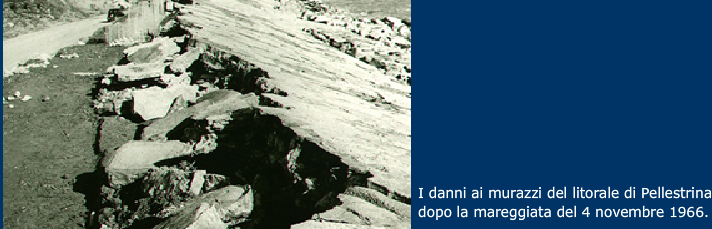 I danni ai murazzi del litorale di Pellestrina
dopo la mareggiata del 4 novembre 1966.